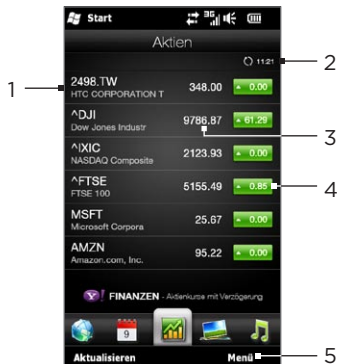 Start
3G
Aktien
11:21
2
1
2498.TW
HTC CORPORATION T
348.00
0.00
^DJI
Dow Jones Industr
9786.87
61.29
3
^IXIC
NASDAQ Composite
2123.93
0.00
^FTSE
FTSE 100
5155.49
0.85
4
MSFT
Microsoft Corpora
25.67
0.00
AMZN
Amazon.com, Inc.
95.22
0.00
Y! FINANZEN - Aktienkurse mit Verzögerung
9
Aktualisieren
Menü
5